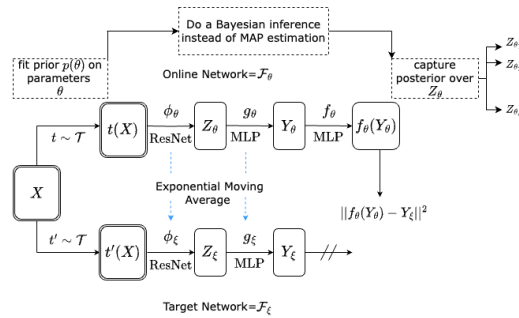 Do a Bayesian inference
instead of MAP estimation
fit prior p(θ) on
parameters
θ
capture
posterior over
Z_θ
Z_θ
Z_θ
Z_θ
Online Network=F_θ
t ~ T
t(X)
ϕ_θ
ResNet
Z_θ
g_θ
MLP
Y_θ
f_θ
MLP
f_θ(Y_θ)
X
Exponential Moving
Average
||f_θ(Y_θ) − Y_ξ||²
t′ ~ T
t′(X)
ϕ_ξ
ResNet
Z_ξ
g_ξ
MLP
Y_ξ
Target Network=F_ξ